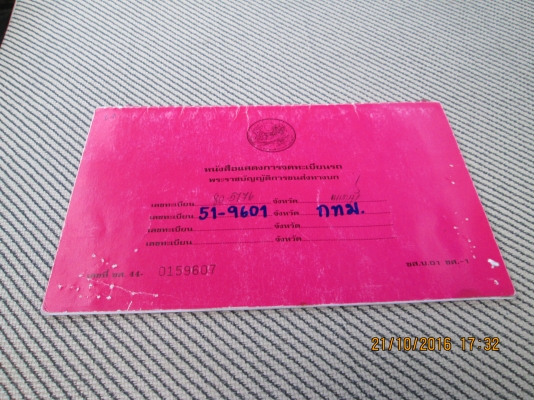 หนังสือแสดงการจดทะเบียนรถ
พระราชบัญญัติการขนส่งทางบก
เลขทะเบียน จังหวัด
เลขทะเบียน 51-9601 จังหวัด กทม.
เลขทะเบียน จังหวัด
เลขทะเบียน จังหวัด
ขส. 44- 0159607
21/10/2016 17:32